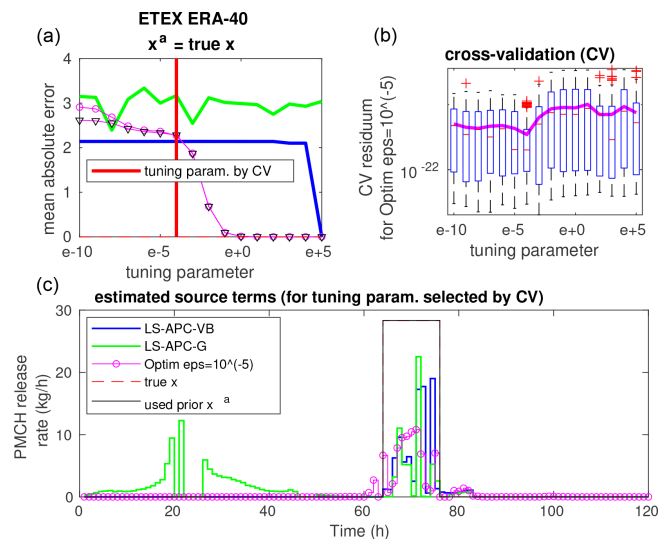 ETEX ERA-40
x^a = true x
(a)
mean absolute error
4
3
2
1
0
tuning param. by CV
e-10
e-5
e+0
e+5
tuning parameter
(b)
cross-validation (CV)
CV residuum
for Optim eps=10^(-5)
10^-22
e-10
e-5
e+0
e+5
tuning parameter
(c)
estimated source terms (for tuning param. selected by CV)
PMCH release
rate (kg/h)
30
20
10
0
LS-APC-VB
LS-APC-G
Optim eps=10^(-5)
true x
used prior x^a
0
20
40
60
80
100
120
Time (h)